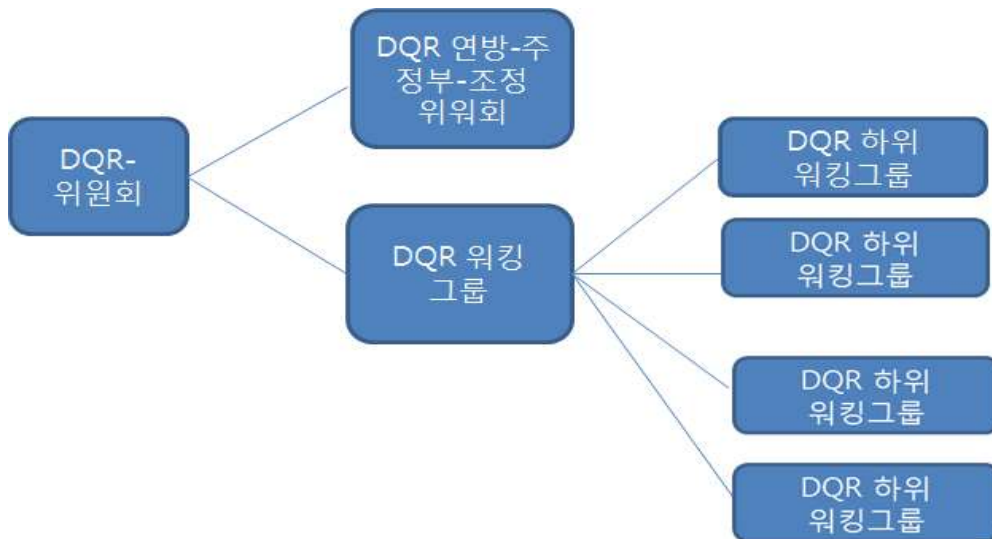 DQR 연방-주
정부-조정
위워회
DQR-
위원회
DQR 워킹
그룹
DQR 하위
워킹그룹
DQR 하위
워킹그룹
DQR 하위
워킹그룹
DQR 하위
워킹그룹